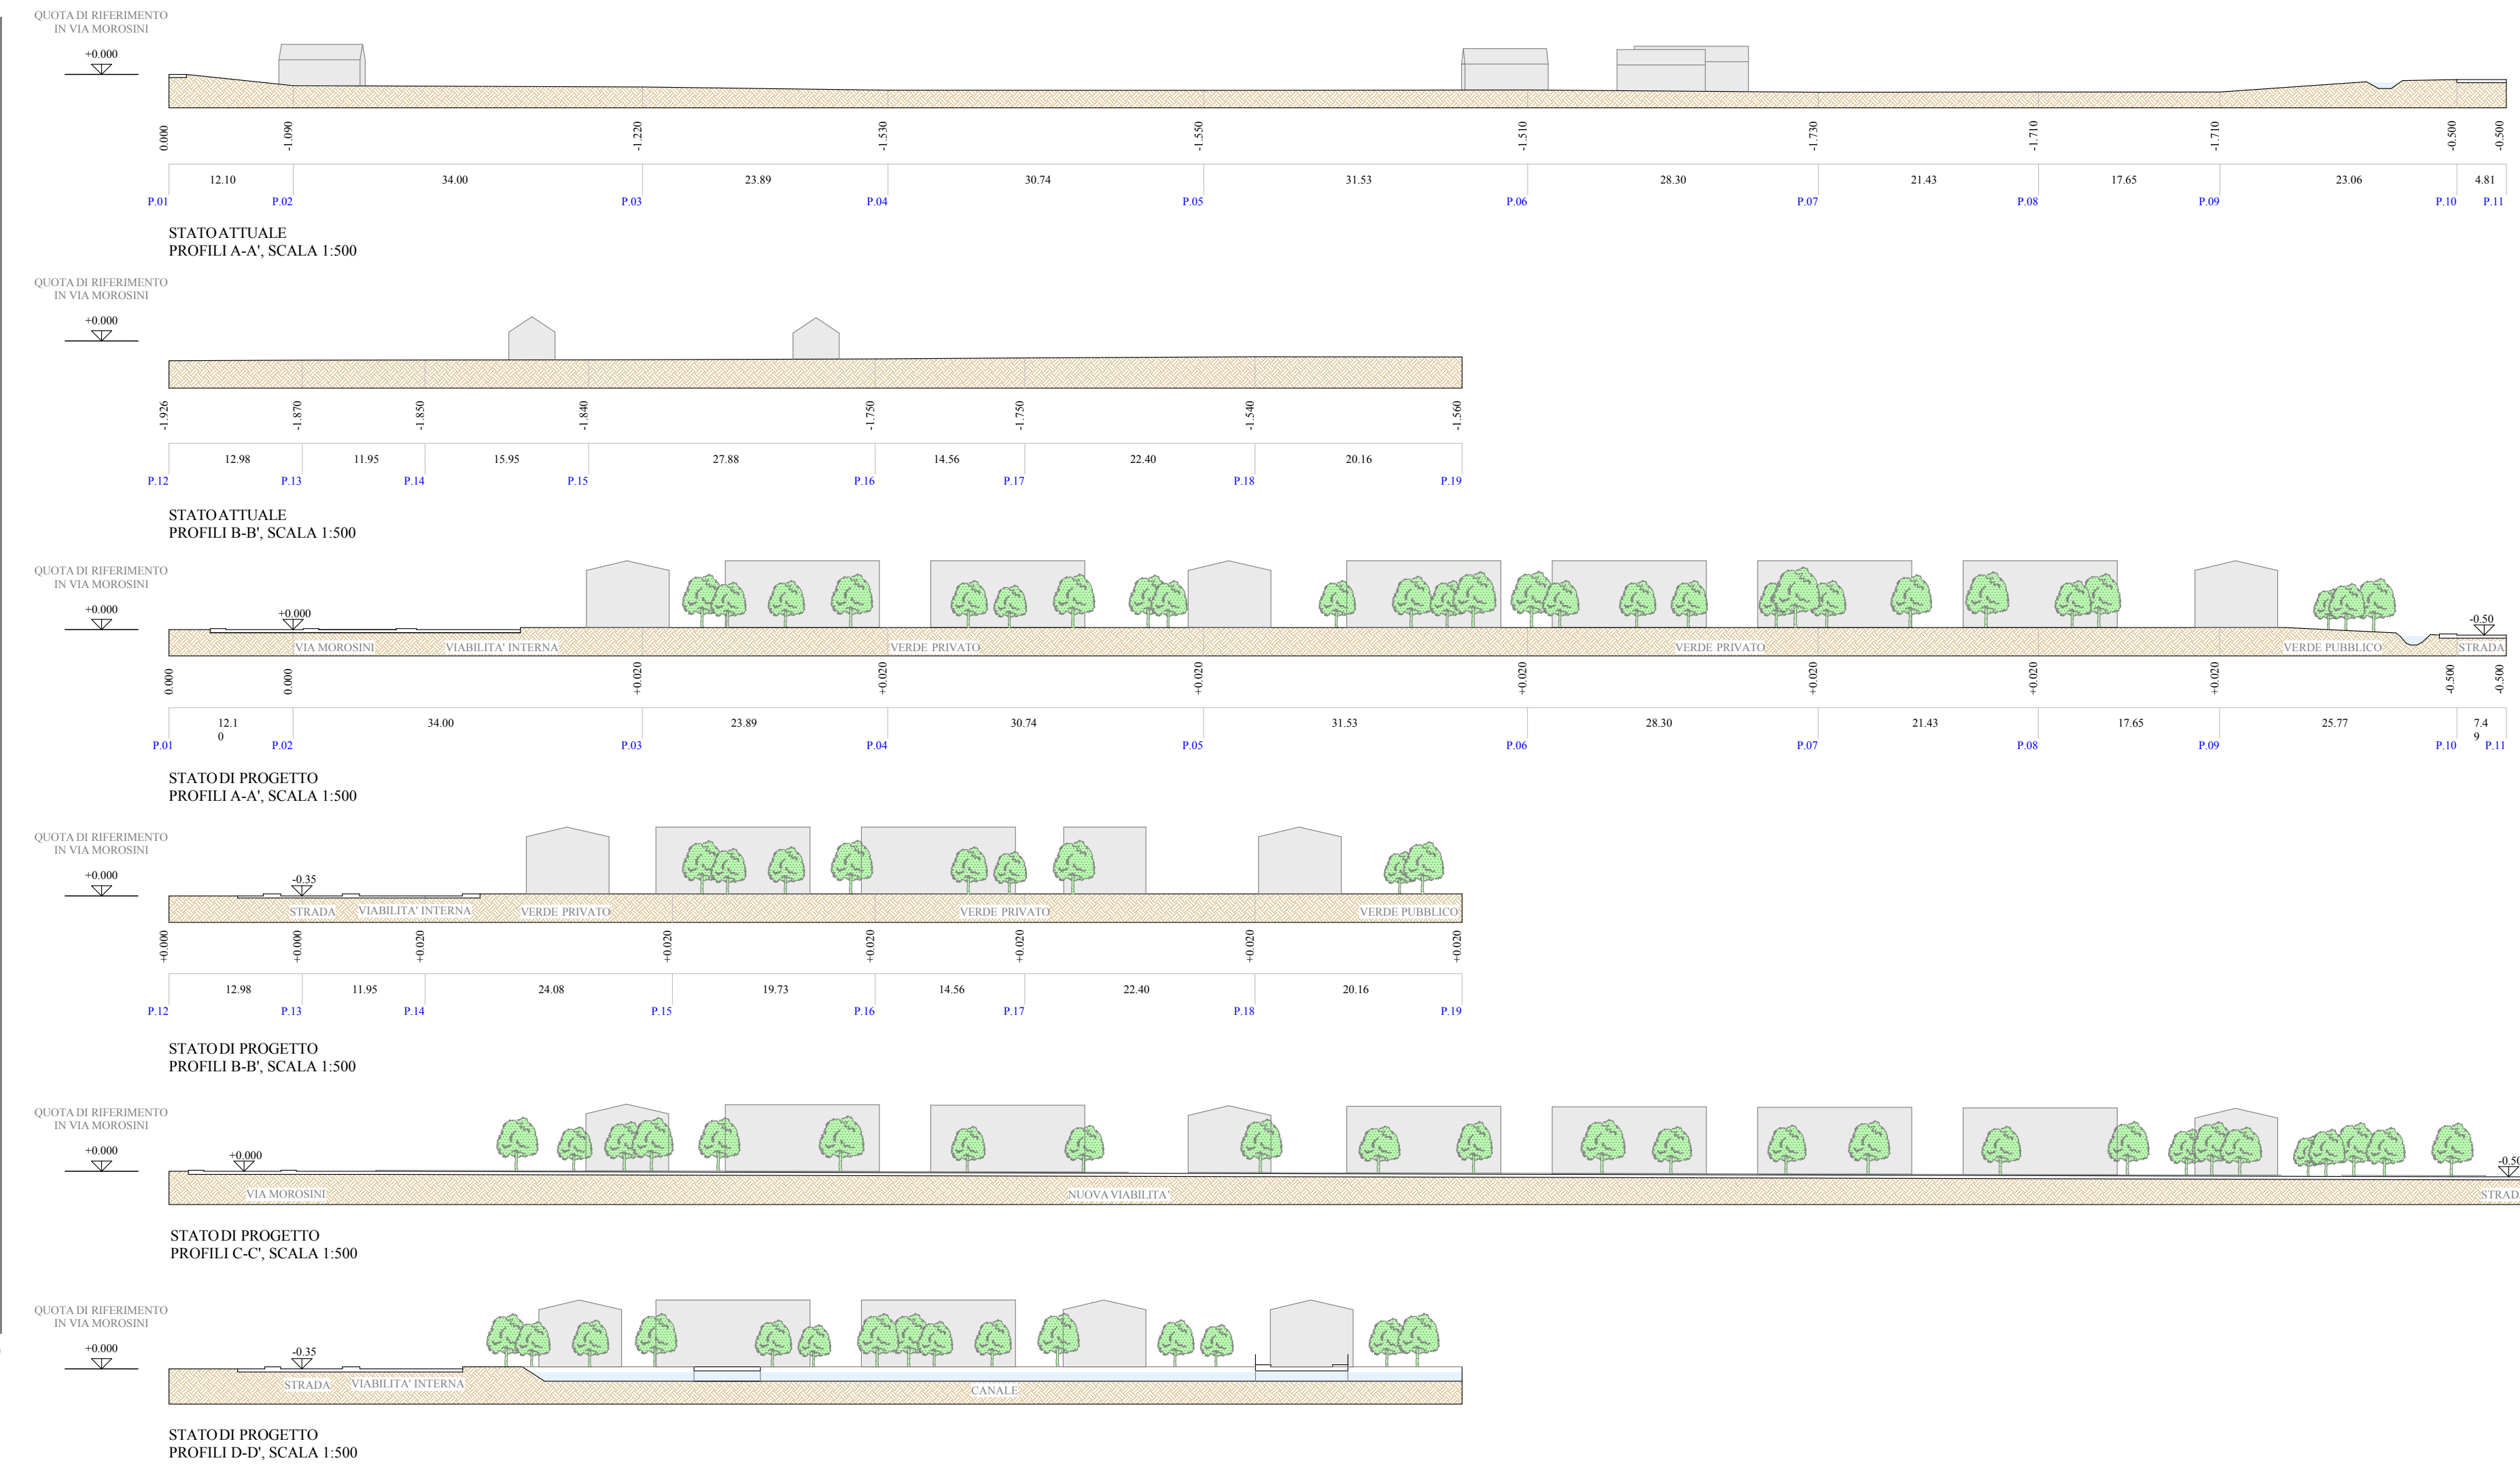 QUOTA DI RIFERIMENTO
IN VIA MOROSINI
+0.000
0.000 -1.090 -1.220 -1.530 -1.550 -1.510 -1.730 -1.710 -1.710 -0.500 -0.500
12.10 34.00 23.89 30.74 31.53 28.30 21.43 17.65 23.06 4.81
P.01 P.02 P.03 P.04 P.05 P.06 P.07 P.08 P.09 P.10 P.11
STATO ATTUALE
PROFILI A-A', SCALA 1:500
QUOTA DI RIFERIMENTO
IN VIA MOROSINI
+0.000
-1.926 -1.870 -1.850 -1.840 -1.750 -1.750 -1.540 -1.560
12.98 11.95 15.95 27.88 14.56 22.40 20.16
P.12 P.13 P.14 P.15 P.16 P.17 P.18 P.19
STATO ATTUALE
PROFILI B-B', SCALA 1:500
QUOTA DI RIFERIMENTO
IN VIA MOROSINI
+0.000
+0.000 -0.50
VIA MOROSINI VIABILITA' INTERNA VERDE PRIVATO VERDE PRIVATO VERDE PUBBLICO STRADA
0.000 0.000 +0.020 +0.020 +0.020 +0.020 +0.020 +0.020 +0.020 -0.500 -0.500
12.1 34.00 23.89 30.74 31.53 28.30 21.43 17.65 25.77 7.4
0 9
P.01 P.02 P.03 P.04 P.05 P.06 P.07 P.08 P.09 P.10 P.11
STATO DI PROGETTO
PROFILI A-A', SCALA 1:500
QUOTA DI RIFERIMENTO
IN VIA MOROSINI
+0.000
-0.35
STRADA VIABILITA' INTERNA VERDE PRIVATO VERDE PRIVATO VERDE PUBBLICO
+0.000 +0.000 +0.020 +0.020 +0.020 +0.020 +0.020 +0.020
12.98 11.95 24.08 19.73 14.56 22.40 20.16
P.12 P.13 P.14 P.15 P.16 P.17 P.18 P.19
STATO DI PROGETTO
PROFILI B-B', SCALA 1:500
QUOTA DI RIFERIMENTO
IN VIA MOROSINI
+0.000
+0.000 -0.50
VIA MOROSINI NUOVA VIABILITA' STRAD
STATO DI PROGETTO
PROFILI C-C', SCALA 1:500
QUOTA DI RIFERIMENTO
IN VIA MOROSINI
+0.000
-0.35
STRADA VIABILITA' INTERNA CANALE
STATO DI PROGETTO
PROFILI D-D', SCALA 1:500